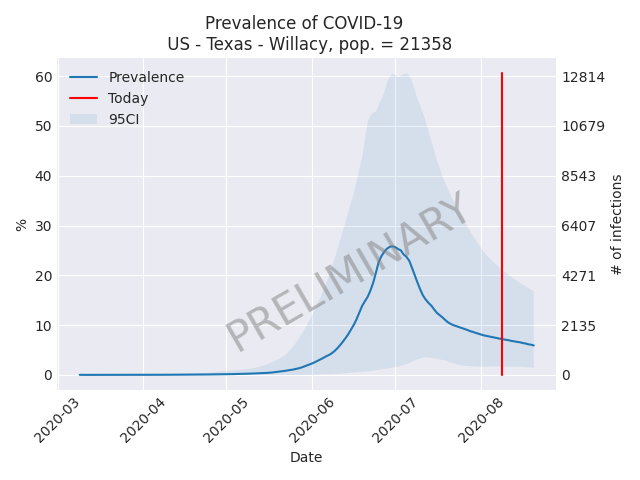 Prevalence of COVID-19
US - Texas - Willacy, pop. = 21358
Prevalence
Today
95CI
60
50
40
30
20
10
0
%
12814
10679
8543
6407
4271
2135
0
# of infections
PRELIMINARY
2020-03
2020-04
2020-05
2020-06
2020-07
2020-08
Date